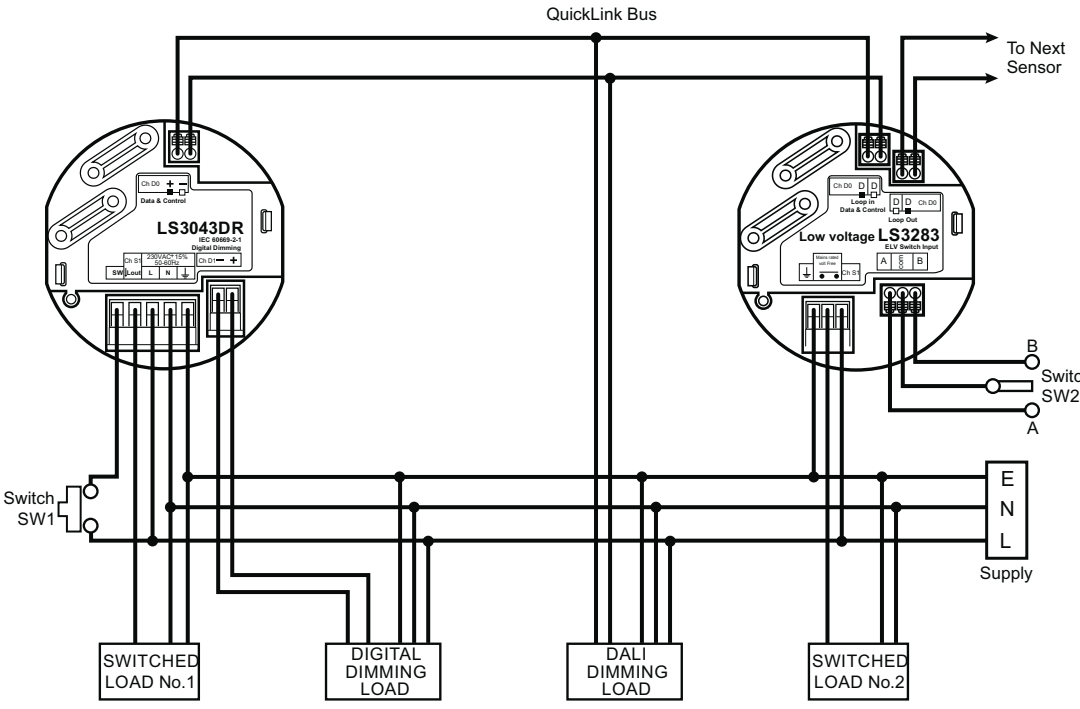 QuickLink Bus
To Next
Sensor
Ch D0 + −
Data & Control
LS3043DR
IEC 60669-2-1
Digital Dimming
Ch S1 230VAC+15%
50-60Hz
Ch D1 − +
SW Lout L N
Ch D0 D D
Loop in
Data & Control
D D Ch D0
Loop Out
Low voltage LS3283
ELV Switch Input
Mains rated
volt Free
Ch S1
A com B
B
Switc
SW2
A
Switch
SW1
E
N
L
Supply
SWITCHED
LOAD No.1
DIGITAL
DIMMING
LOAD
DALI
DIMMING
LOAD
SWITCHED
LOAD No.2